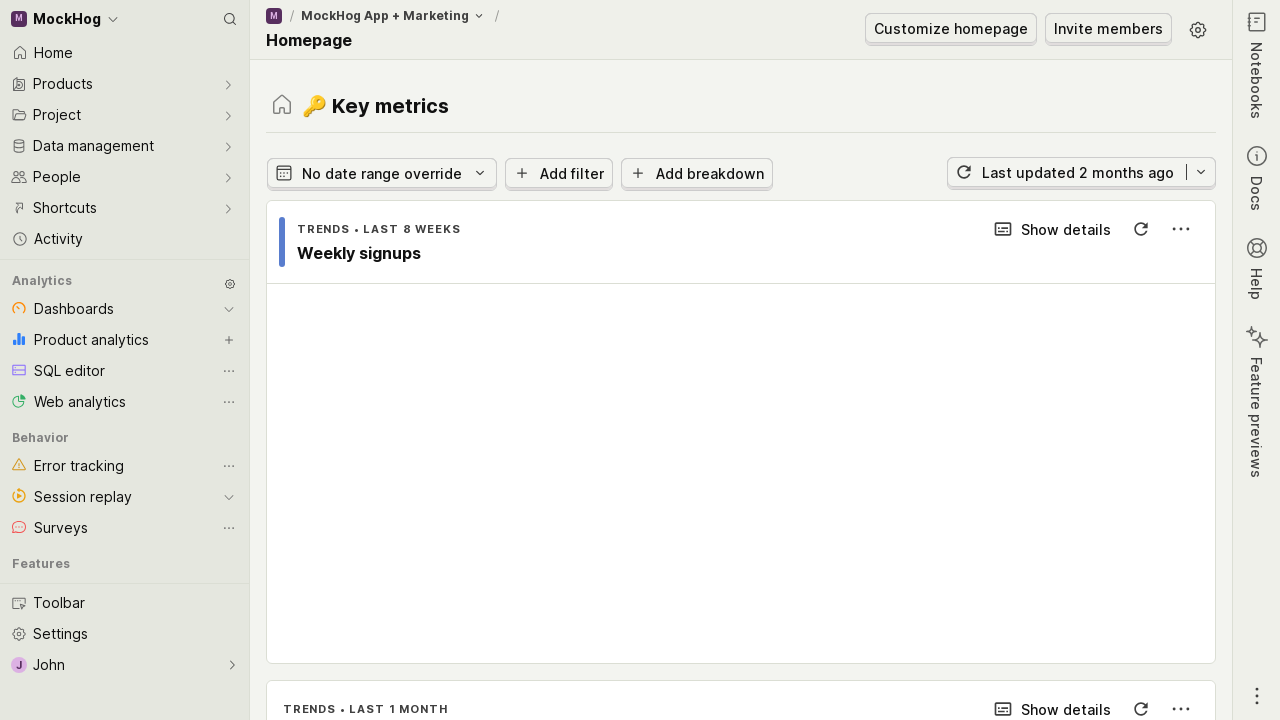 M MockHog
Home
Products
Project
Data management
People
Shortcuts
Activity
Analytics
Dashboards
Product analytics
SQL editor
Web analytics
Behavior
Error tracking
Session replay
Surveys
Features
Toolbar
Settings
J John
M / MockHog App + Marketing /
Homepage
Customize homepage
Invite members
🔑 Key metrics
No date range override
Add filter
Add breakdown
Last updated 2 months ago
TRENDS • LAST 8 WEEKS
Show details
Weekly signups
TRENDS • LAST 1 MONTH
Show details
Notebooks
Docs
Help
Feature previews